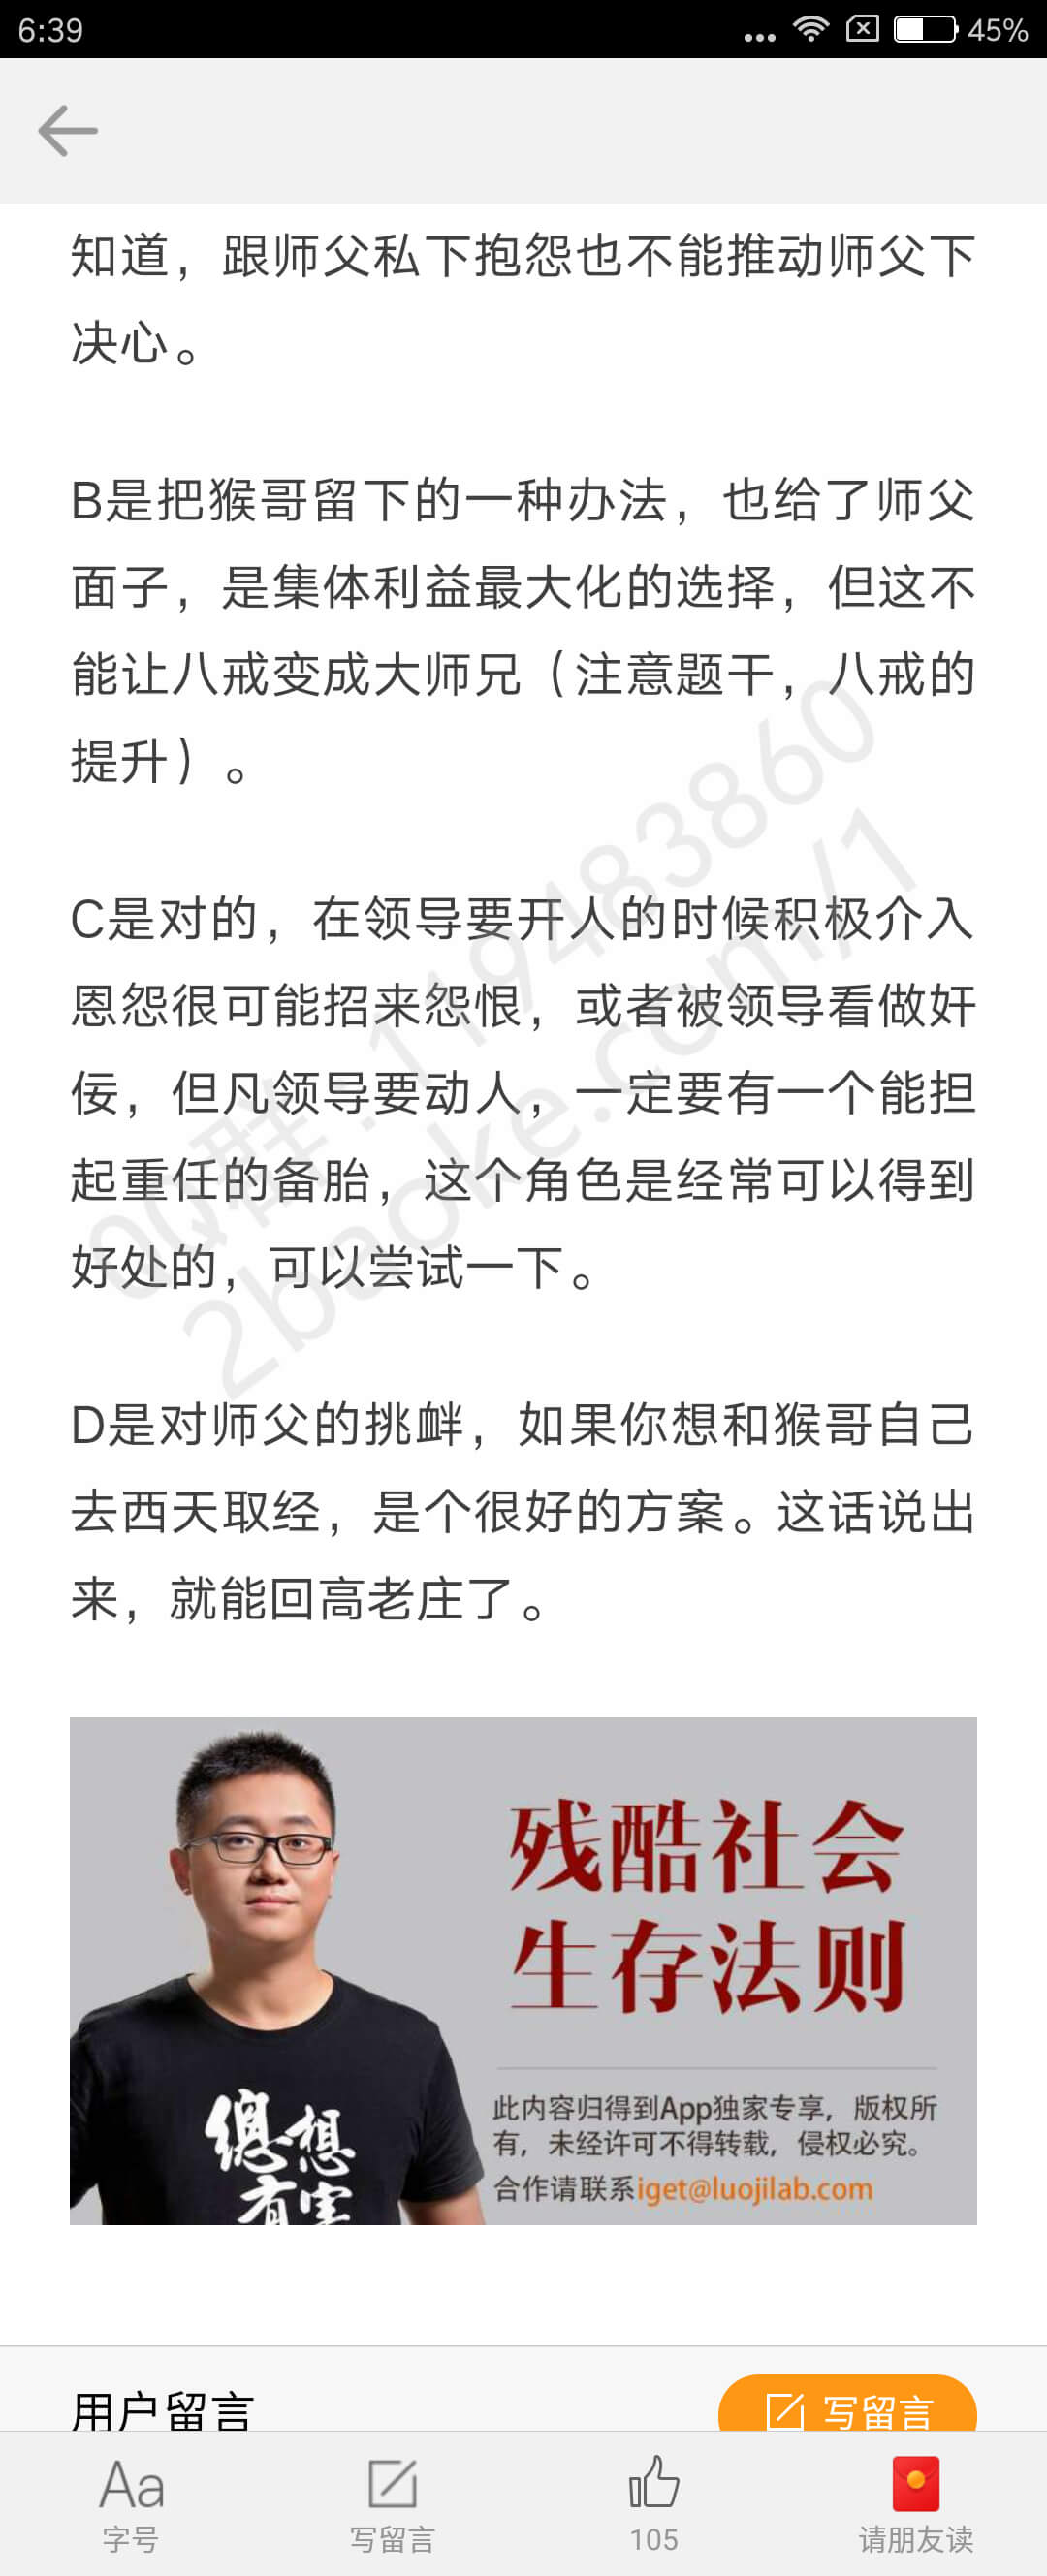 6:39
45%
知道，跟师父私下抱怨也不能推动师父下
决心。
B是把猴哥留下的一种办法，也给了师父
面子，是集体利益最大化的选择，但这不
能让八戒变成大师兄（注意题干，八戒的
提升）。
C是对的，在领导要开人的时候积极介入
恩怨很可能招来怨恨，或者被领导看做奸
佞，但凡领导要动人，一定要有一个能担
起重任的备胎，这个角色是经常可以得到
好处的，可以尝试一下。
QQ群：119483860
2baoke.com/1
D是对师父的挑衅，如果你想和猴哥自己
去西天取经，是个很好的方案。这话说出
来，就能回高老庄了。
残酷社会
生存法则
此内容归得到App独家专享，版权所
有，未经许可不得转载，侵权必究。
合作请联系iget@luojilab.com
總想
有害
用户留言
写留言
Aa
字号
写留言
105
请朋友读